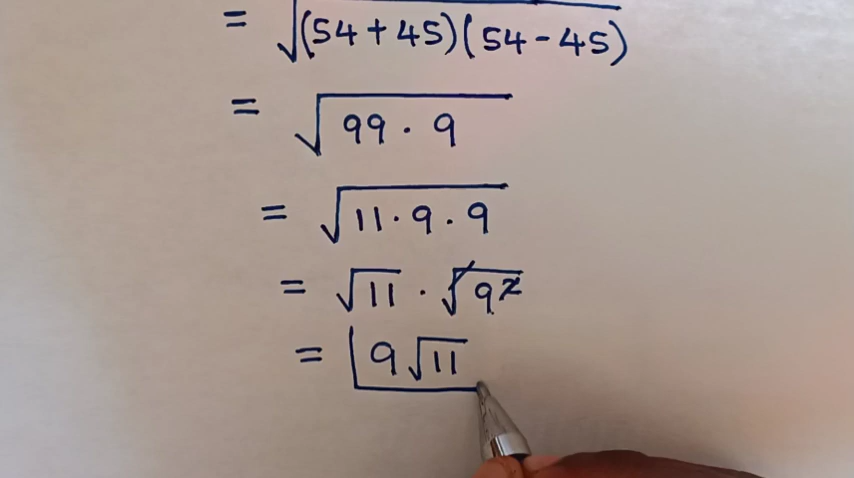 = √(54+45)(54-45)
= √99 · 9
= √11 · 9 · 9
= √11 · √9²
= 9√11